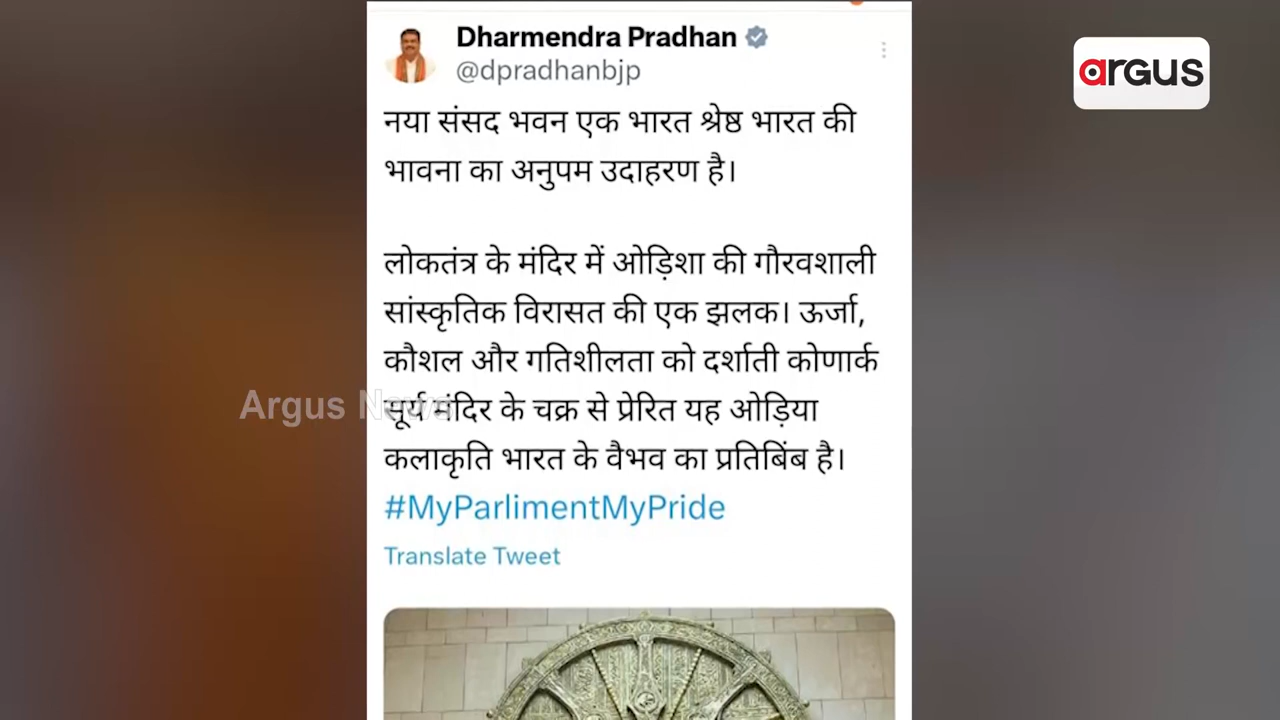 Dharmendra Pradhan
@dpradhanbjp
argus
नया संसद भवन एक भारत श्रेष्ठ भारत की
भावना का अनुपम उदाहरण है।
लोकतंत्र के मंदिर में ओड़िशा की गौरवशाली
सांस्कृतिक विरासत की एक झलक। ऊर्जा,
कौशल और गतिशीलता को दर्शाती कोणार्क
Argus News
सूर्य मंदिर के चक्र से प्रेरित यह ओड़िया
कलाकृति भारत के वैभव का प्रतिबिंब है।
#MyParlimentMyPride
Translate Tweet